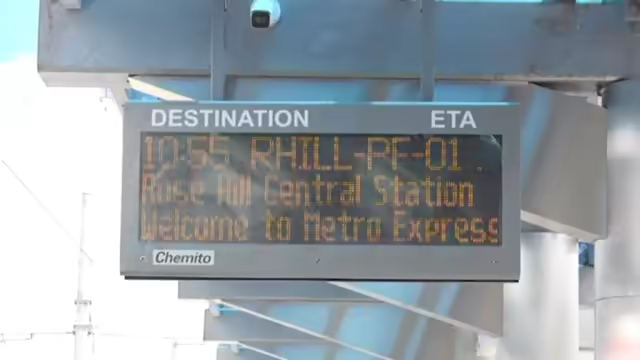 DESTINATION ETA
10:55 RHILL-PF-01 .
Rose Hill Central Station
Welcome to Metro Express
Chemito